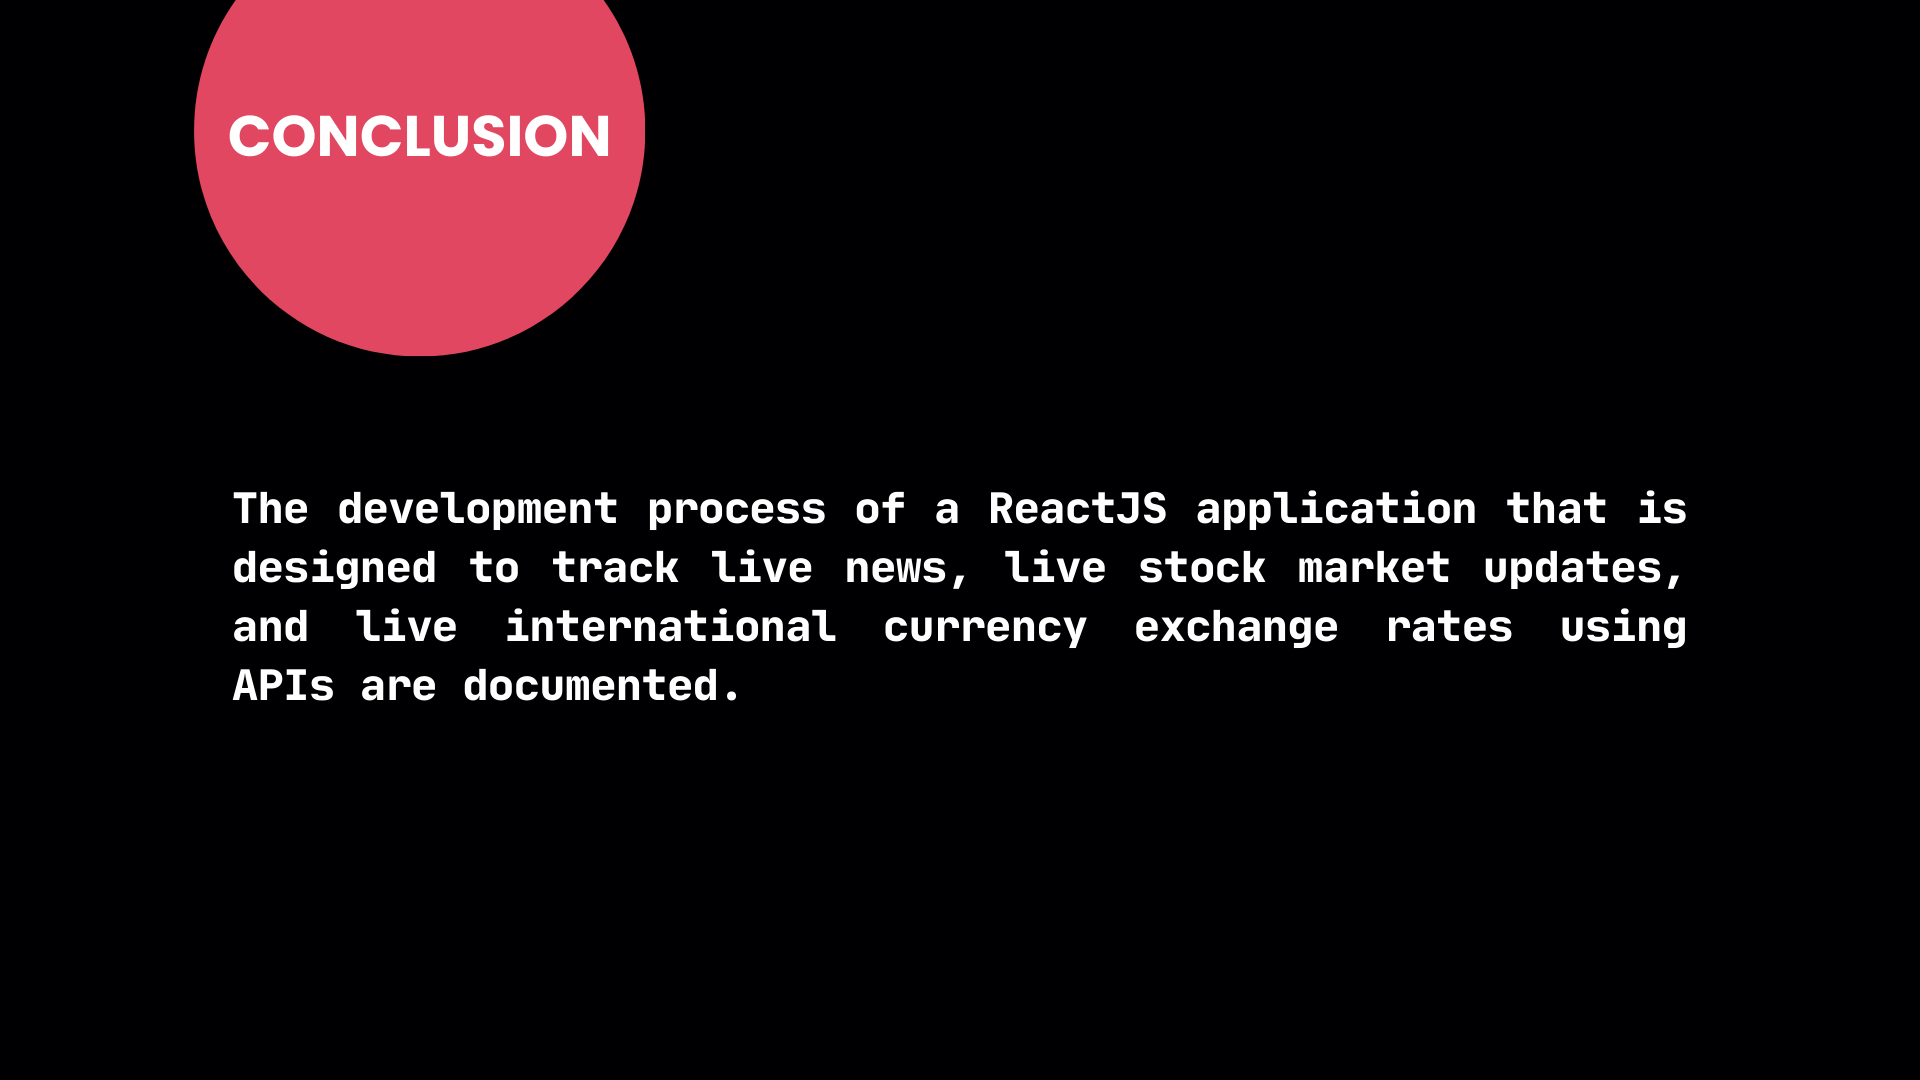 CONCLUSION
The development process of a ReactJS application that is
designed to track live news, live stock market updates,
and live international currency exchange rates using
APIs are documented.